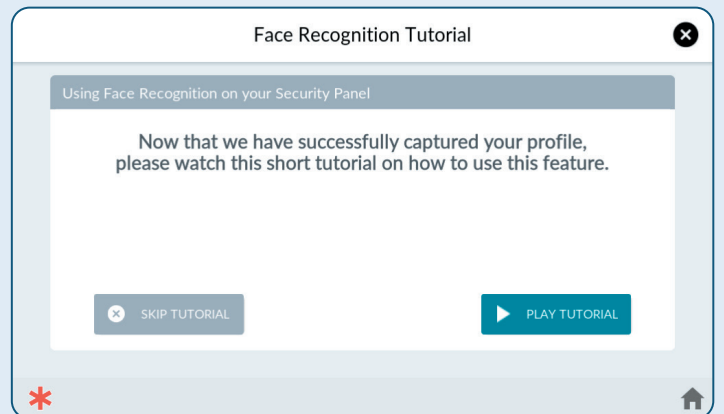 Face Recognition Tutorial
Using Face Recognition on your Security Panel
Now that we have successfully captured your profile,
please watch this short tutorial on how to use this feature.
SKIP TUTORIAL
PLAY TUTORIAL